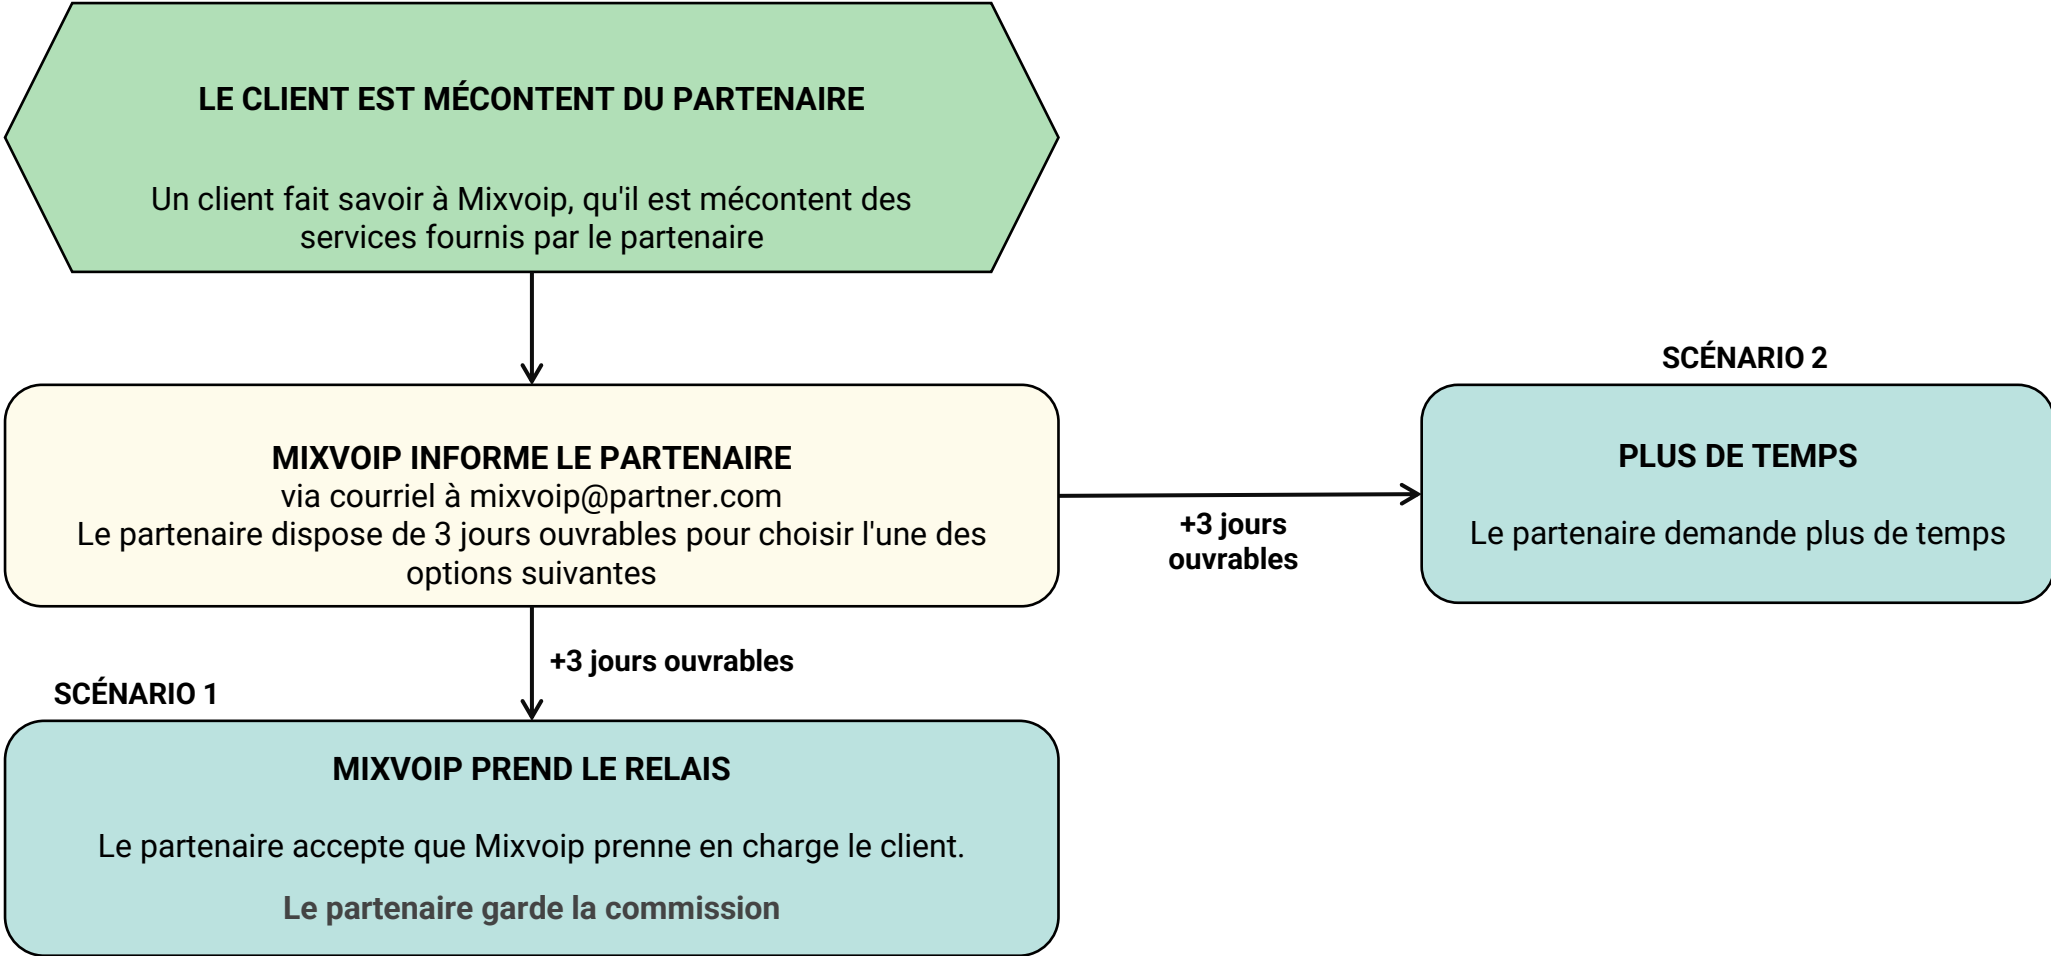 LE CLIENT EST MÉCONTENT DU PARTENAIRE
Un client fait savoir à Mixvoip, qu'il est mécontent des
services fournis par le partenaire
MIXVOIP INFORME LE PARTENAIRE
via courriel à mixvoip@partner.com
Le partenaire dispose de 3 jours ouvrables pour choisir l'une des
options suivantes
+3 jours
ouvrables
SCÉNARIO 2
PLUS DE TEMPS
Le partenaire demande plus de temps
+3 jours ouvrables
SCÉNARIO 1
MIXVOIP PREND LE RELAIS
Le partenaire accepte que Mixvoip prenne en charge le client.
Le partenaire garde la commission